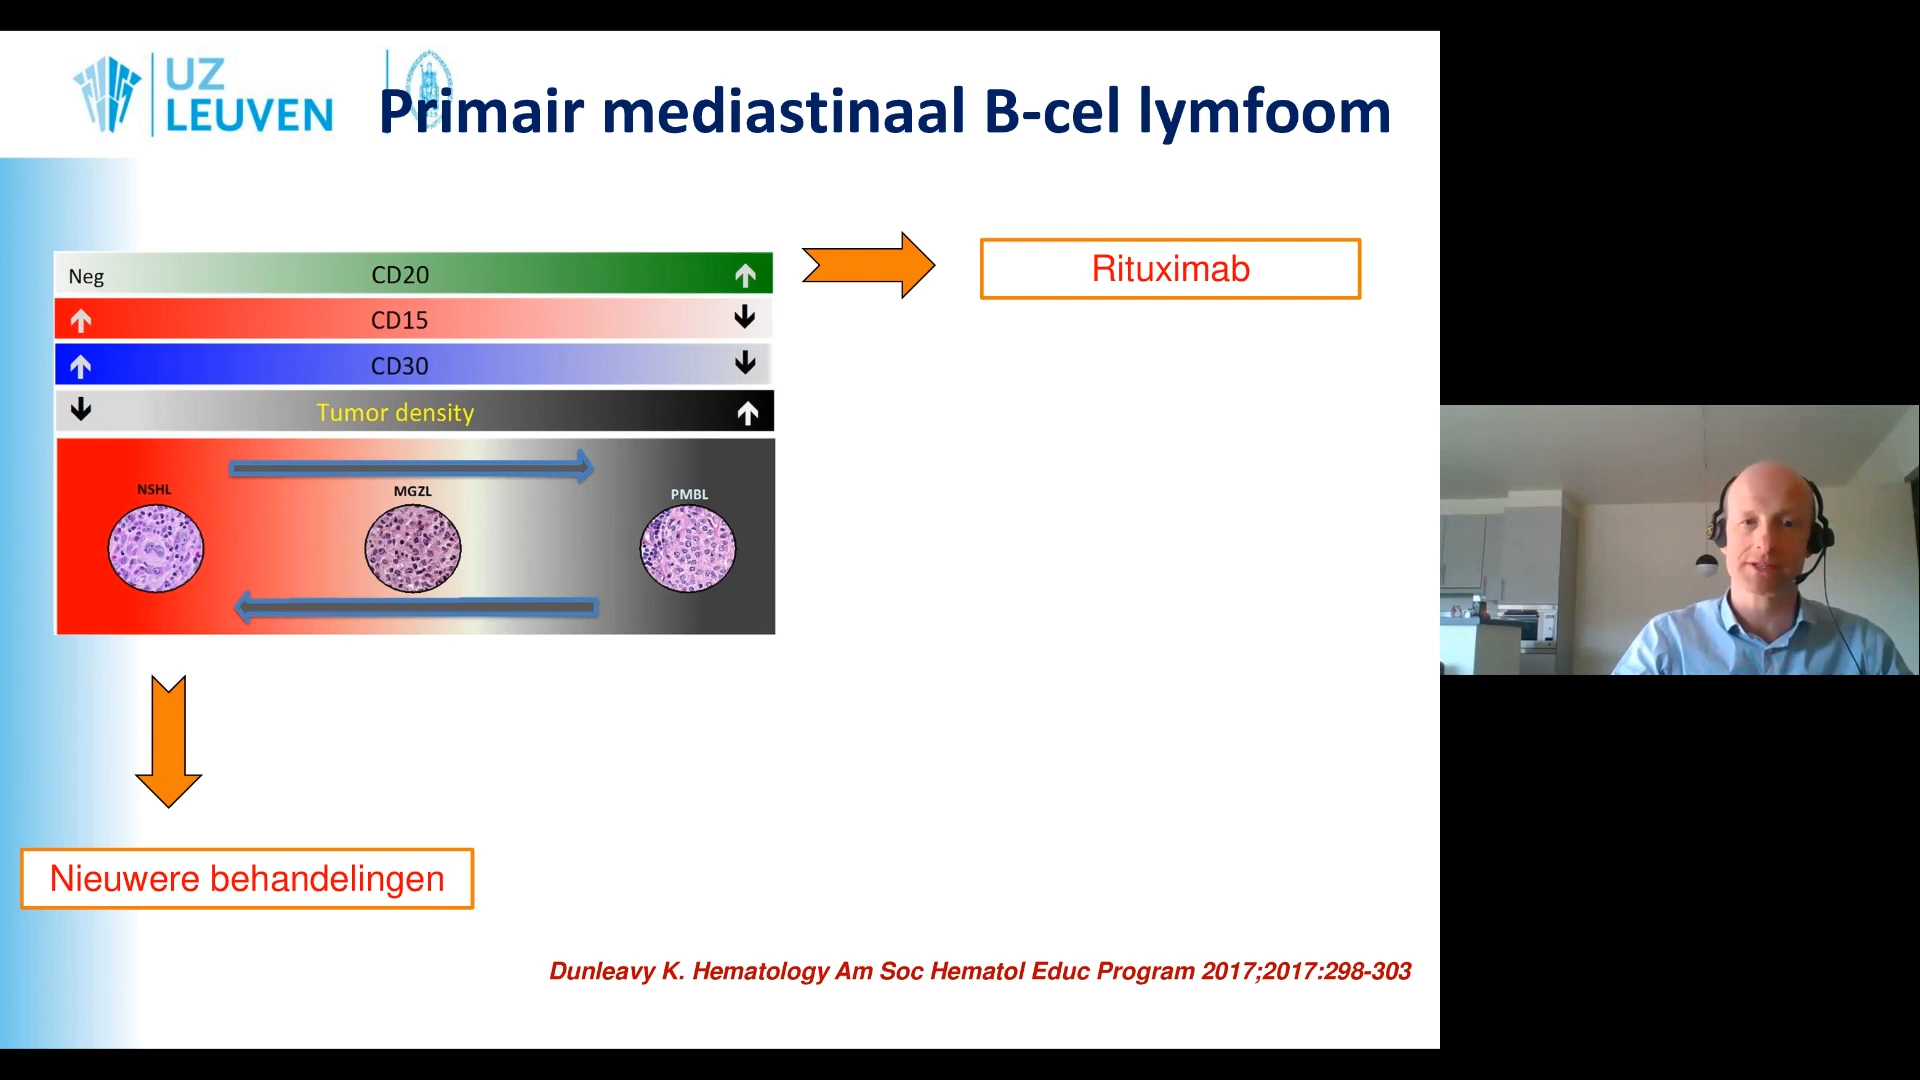 UZ
LEUVEN
Primair mediastinaal B-cel lymfoom
Neg CD20
CD15
CD30
Tumor density
NSHL MGZL PMBL
Rituximab
Nieuwere behandelingen
Dunleavy K. Hematology Am Soc Hematol Educ Program 2017;2017:298-303